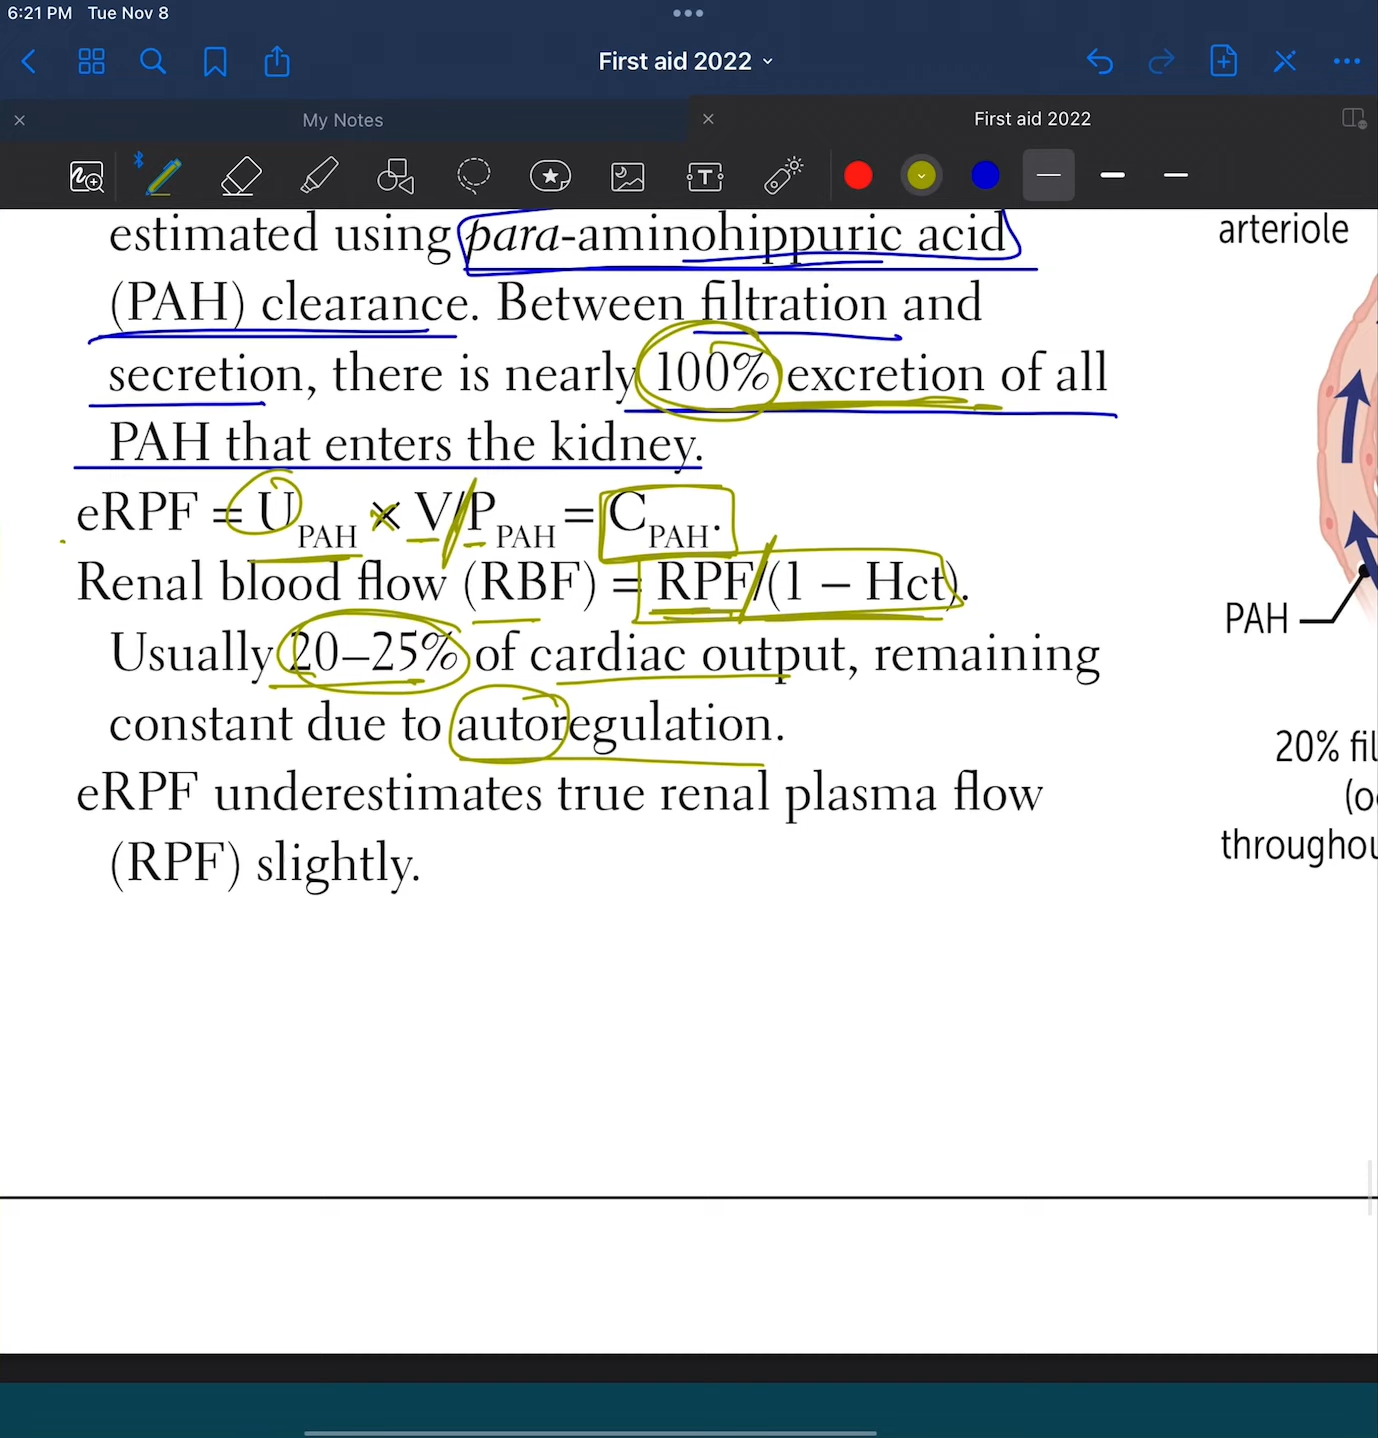 6:21 PM Tue Nov 8
First aid 2022
My Notes
First aid 2022
estimated using para-aminohippuric acid
(PAH) clearance. Between filtration and
secretion, there is nearly 100% excretion of all
PAH that enters the kidney.
eRPF = U_PAH × V/P_PAH = C_PAH.
Renal blood flow (RBF) = RPF/(1 – Hct).
Usually 20–25% of cardiac output, remaining
constant due to autoregulation.
eRPF underestimates true renal plasma flow
(RPF) slightly.
arteriole
PAH
20% fil
(o
throughou